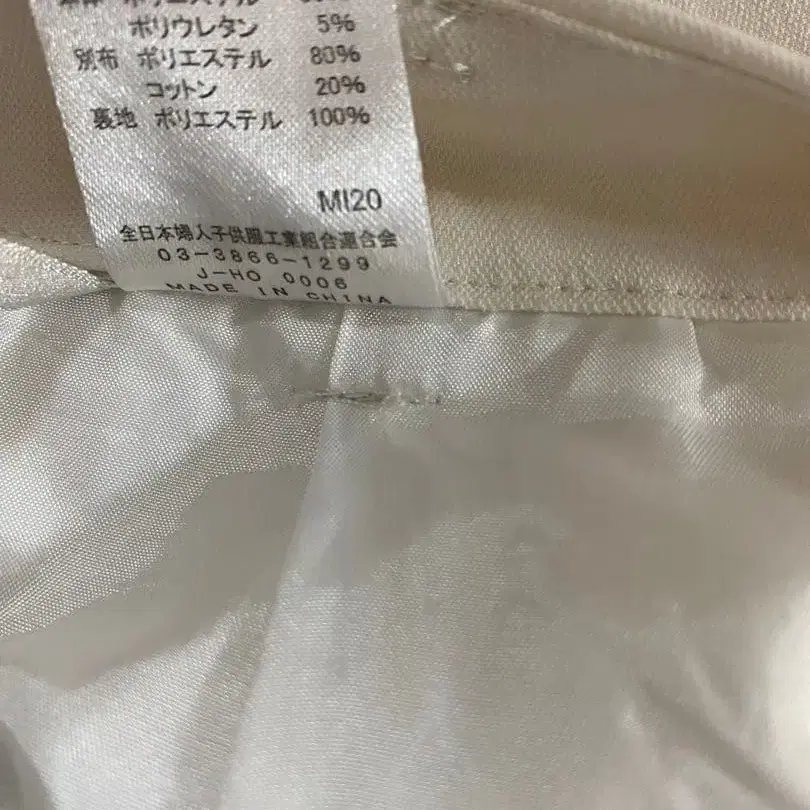 ポリウレタン 5%
別布 ポリエステル 80%
コットン 20%
裏地 ポリエステル 100%
MI20
全日本婦人子供服工業組合連合会
03-3866-1299
J-HO 0006
MADE IN CHINA